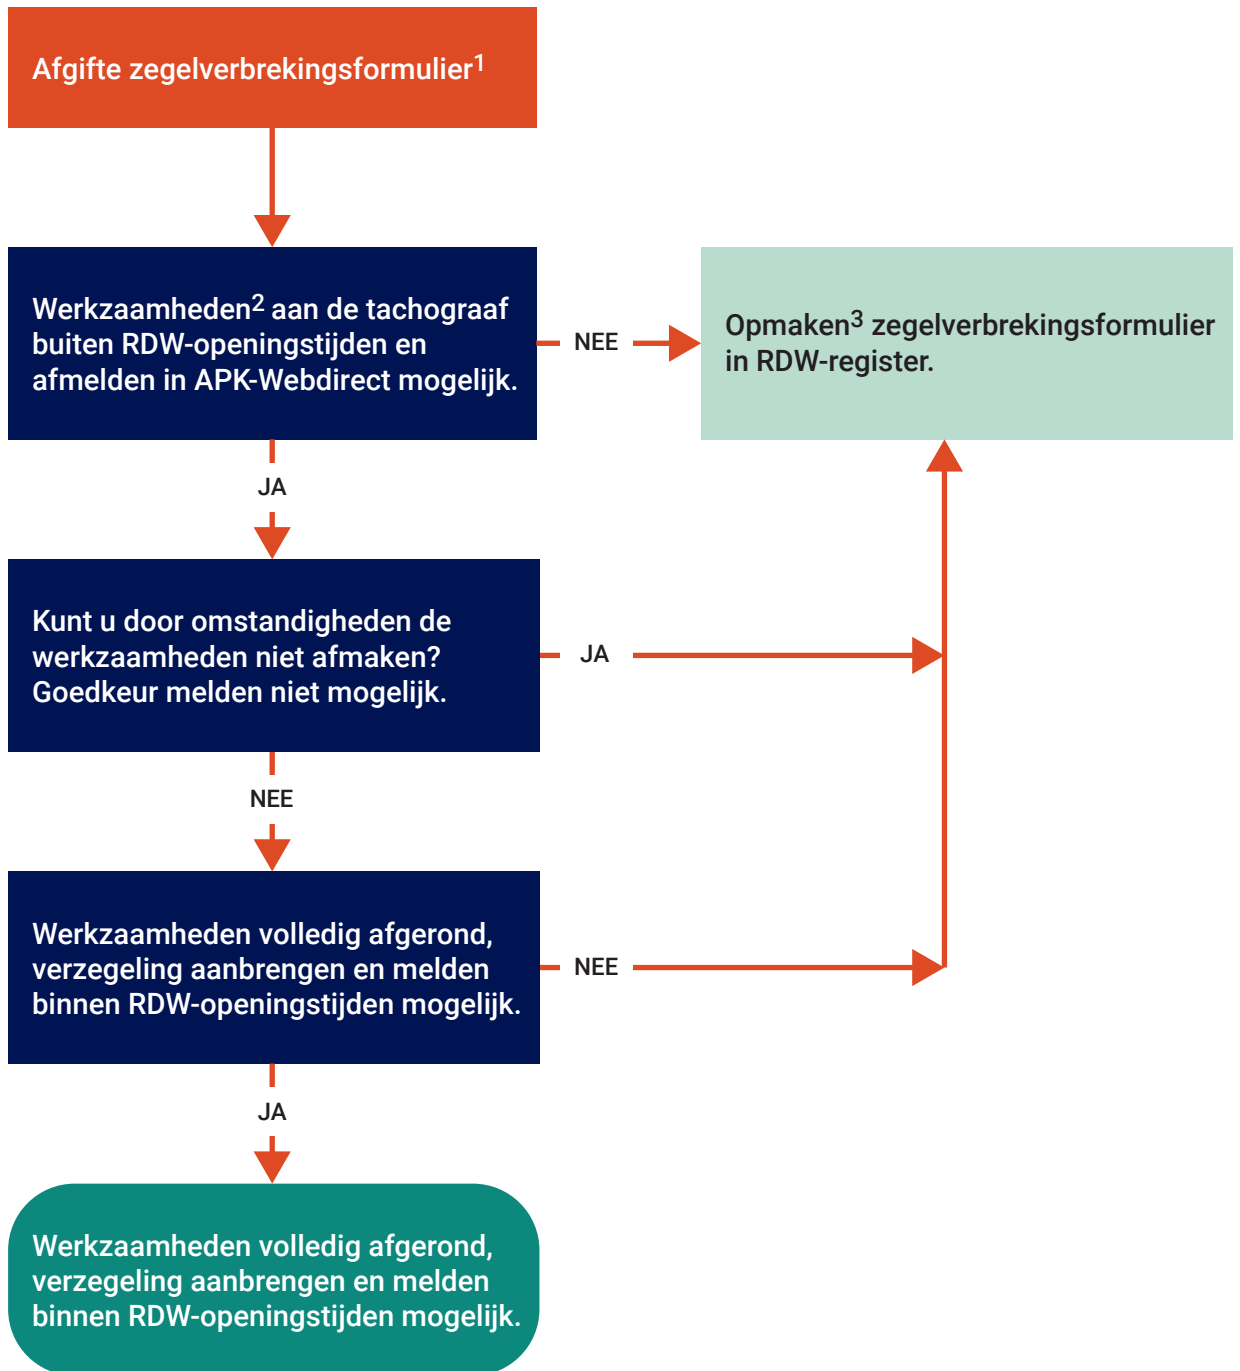 Afgifte zegelverbrekingsformulier1
Werkzaamheden2 aan de tachograaf
buiten RDW-openingstijden en
afmelden in APK-Webdirect mogelijk.
NEE
Opmaken3 zegelverbrekingsformulier
in RDW-register.
JA
Kunt u door omstandigheden de
werkzaamheden niet afmaken?
Goedkeur melden niet mogelijk.
JA
NEE
Werkzaamheden volledig afgerond,
verzegeling aanbrengen en melden
binnen RDW-openingstijden mogelijk.
NEE
JA
Werkzaamheden volledig afgerond,
verzegeling aanbrengen en melden
binnen RDW-openingstijden mogelijk.